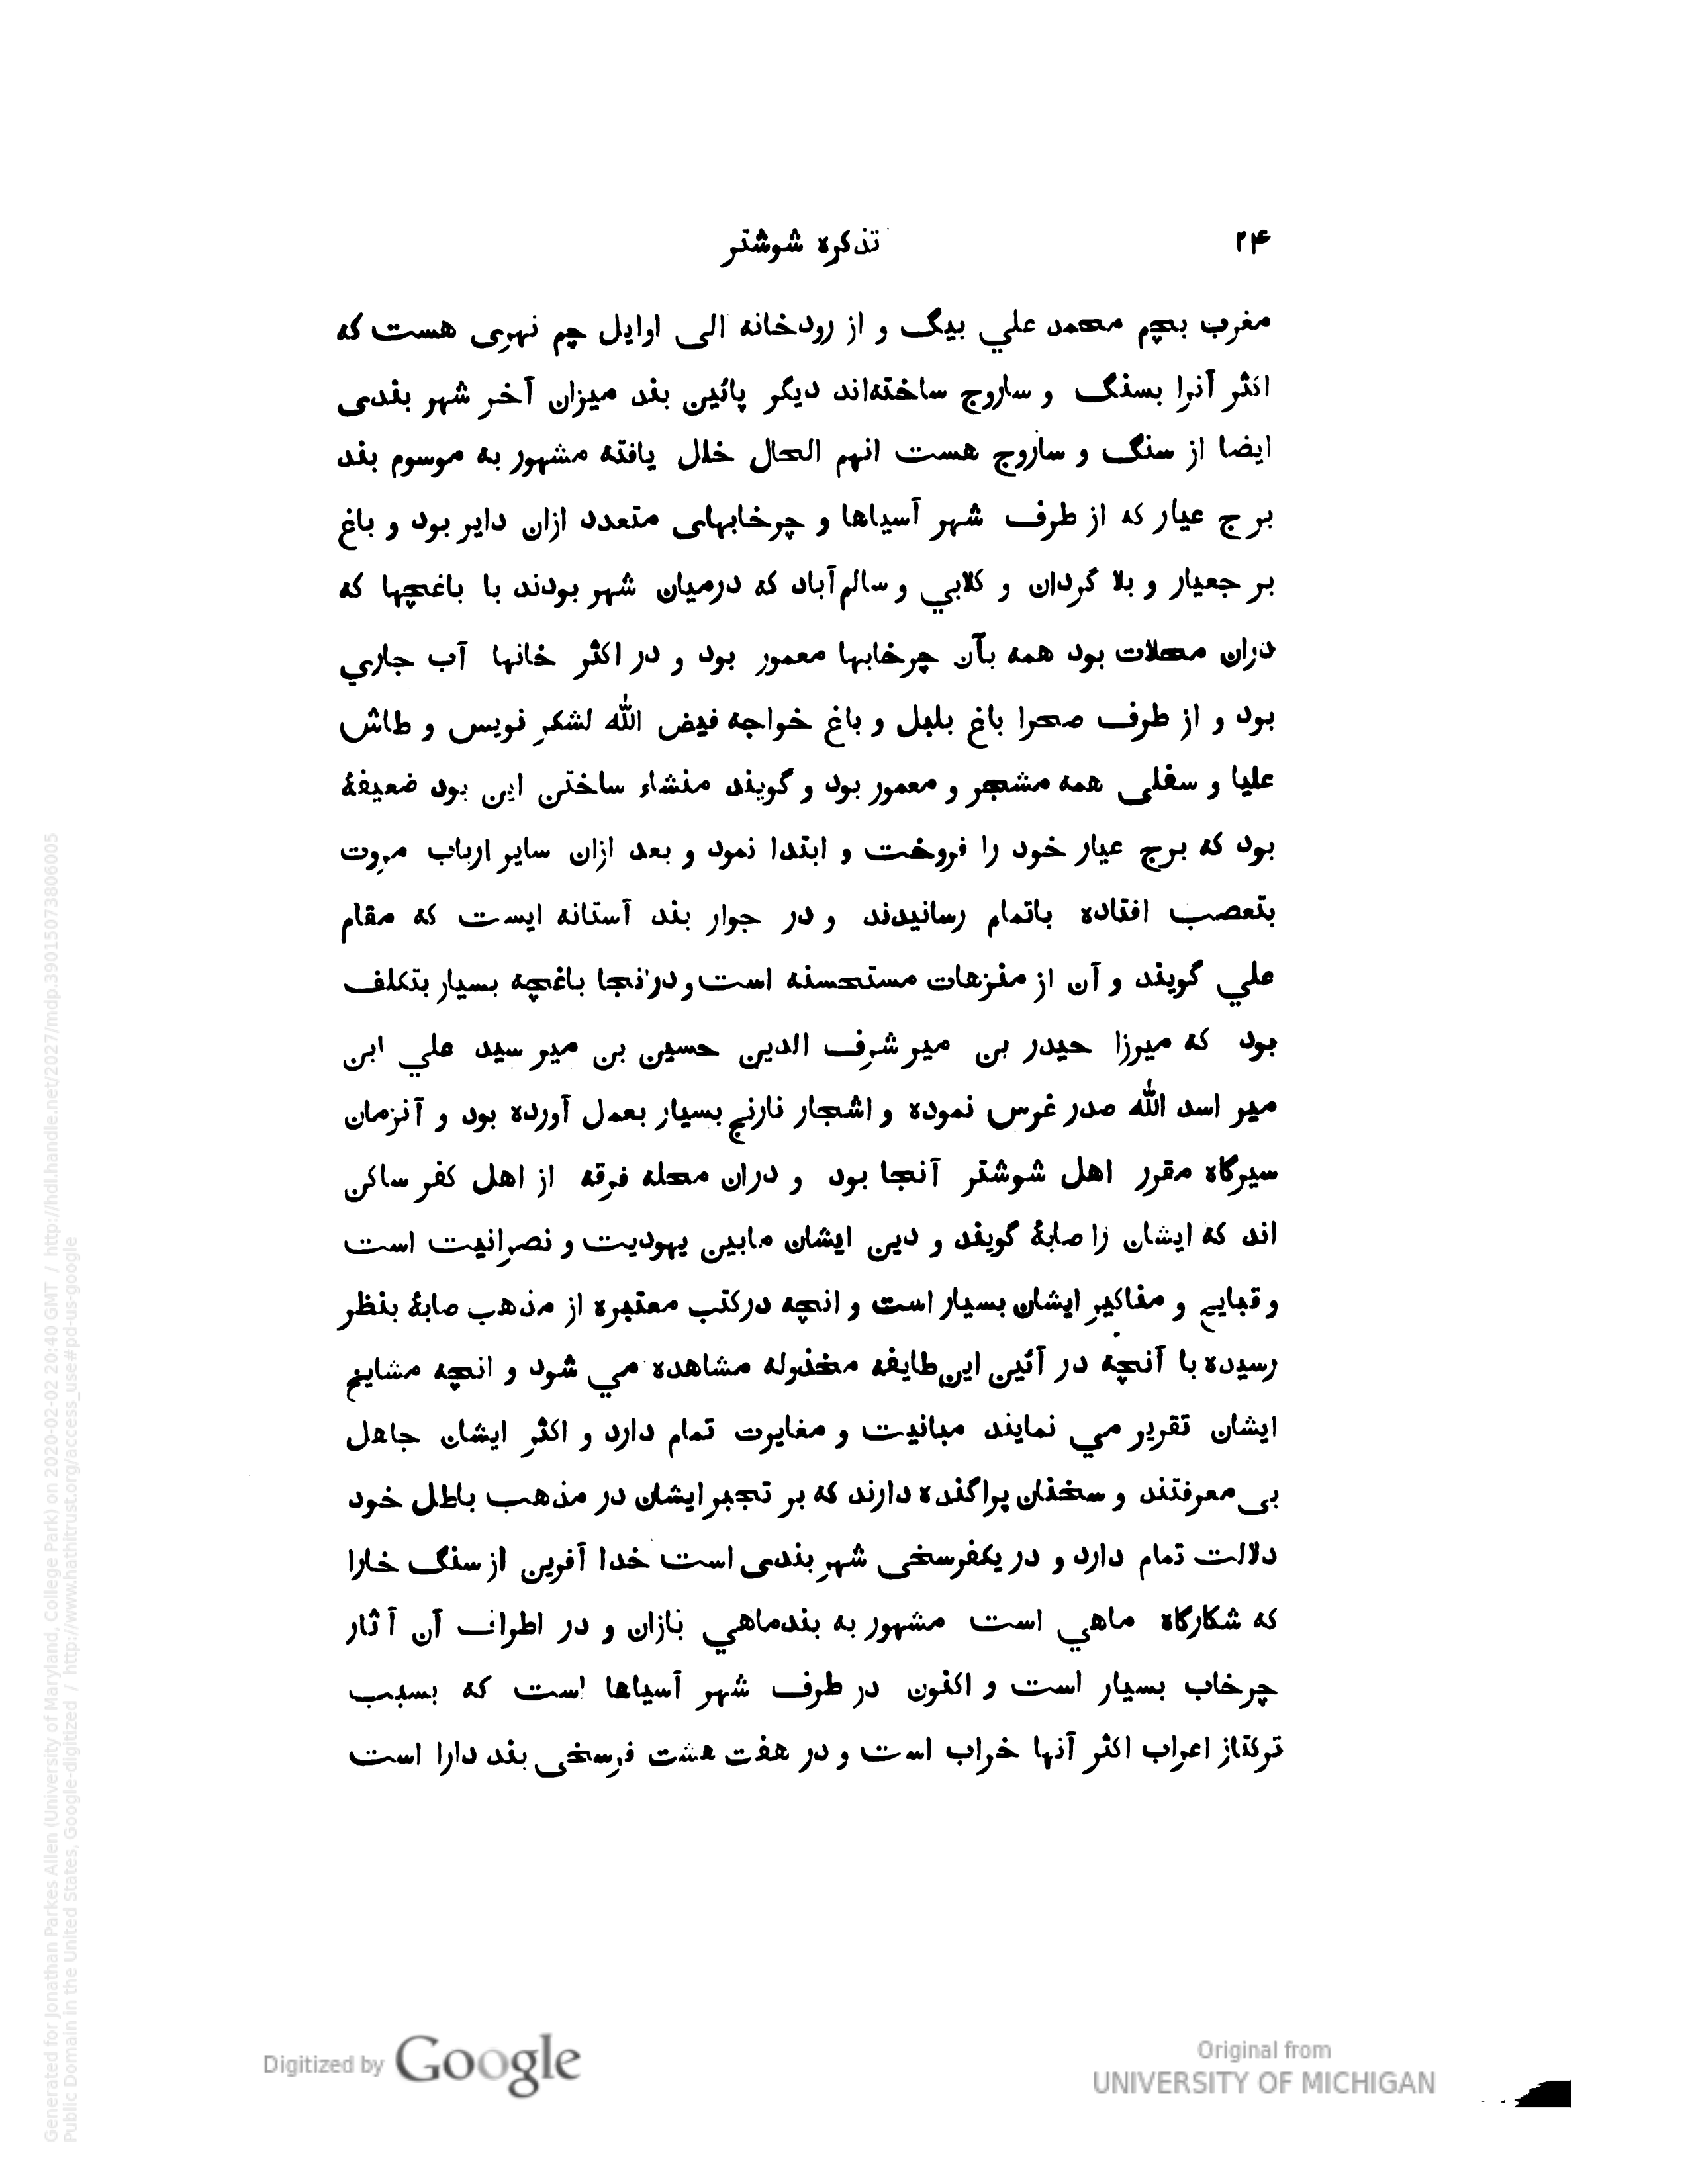 ۲۴ تذکره شوشتر
مغرب بچم محمد علي بیگ و از رودخانه الی اوایل چم نهری هست که
اکثر آنرا بسنگ و ساروج ساخته‌اند دیگر پائین بند میزان آخر شهر بندی
ایضا از سنگ و ساروج هست انهم الحال خلل یافته مشهور به موسوم بند
بر ج عیار که از طرف شهر آسیاها و چرخابهای متعدد ازان دایر بود و باغ
بر جعیار و بلا گردان و کلابي و سالم آباد که درمیان شهر بودند با باغچها که
دران محلات بود همه بآن چرخابها معمور بود و در اکثر خانها آب جاري
بود و از طرف صحرا باغ بلبل و باغ خواجه فیض الله لشکر نویس و طاش
علیا و سفلی همه مشجر و معمور بود و گویند منشاء ساختن این بود ضعیفهٔ
بود که برج عیار خود را فروخت و ابتدا نمود و بعد ازان سایر ارباب مروت
بتعصب افتاده باتمام رسانیدند و در جوار بند آستانه ایست که مقام
علي گویند و آن از منزهات مستحسنه است و درنجا باغچه بسیار بتکلف
بود که میرزا حیدر بن میر شرف الدین حسین بن میر سید علي ابن
میر اسد الله صدر غرس نموده و اشجار نارنج بسیار بعمل آورده بود و آنزمان
سیرگاه مقرر اهل شوشتر آنجا بود و دران محله فرقه از اهل کفر ساکن
اند که ایشان را صابهٔ گویند و دین ایشان مابین یهودیت و نصرانیت است
و قبایح و مناکیر ایشان بسیار است و انچه درکتب معتبره از مذهب صابهٔ بنظر
رسیده با آنچه در آئین این طایفه مخذوله مشاهده مي شود و انچه مشایخ
ایشان تقریر مي نمایند مبانیت و مغایرت تمام دارد و اکثر ایشان جاهل
بی معرفتند و سخنان پراگنده دارند که بر تجبر ایشان در مذهب باطل خود
دلالت تمام دارد و در یکفرسخی شهر بندی است خدا آفرین از سنگ خارا
که شکارگاه ماهي است مشهور به بندماهي بازان و در اطراف آن آثار
چرخاب بسیار است و اکنون در طرف شهر آسیاها است که بسبب
ترکتاز اعراب اکثر آنها خراب است و در هفت هشت فرسخی بند دارا است
Digitized by Google
Original from
UNIVERSITY OF MICHIGAN
Generated for Jonathan Parkes Allen (University of Maryland, College Park) on 2020-02-02 20:40 GMT / http://hdl.handle.net/2027/mdp.39015073806005
Public Domain in the United States, Google-digitized / http://www.hathitrust.org/access_use#pd-us-google